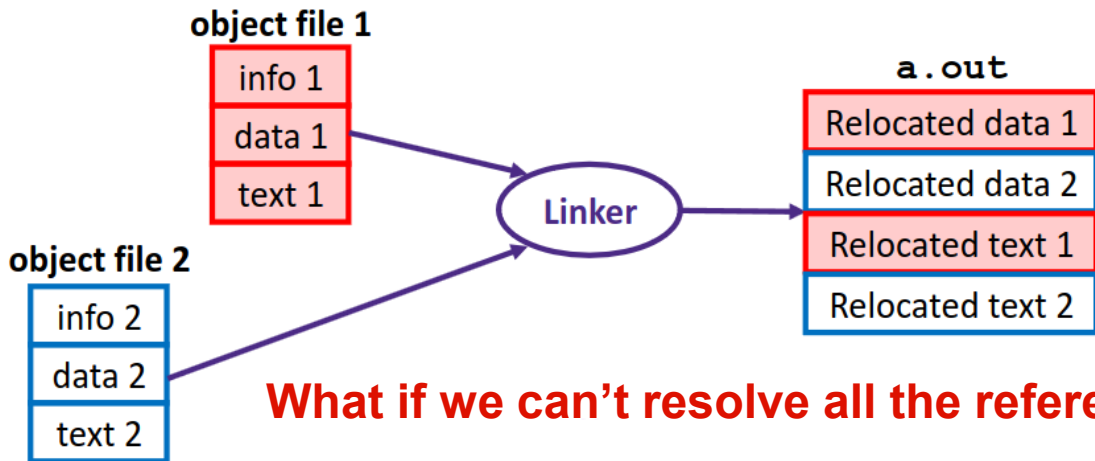 object file 1
info 1
data 1
text 1
object file 2
info 2
data 2
text 2
Linker
a.out
Relocated data 1
Relocated data 2
Relocated text 1
Relocated text 2
What if we can’t resolve all the